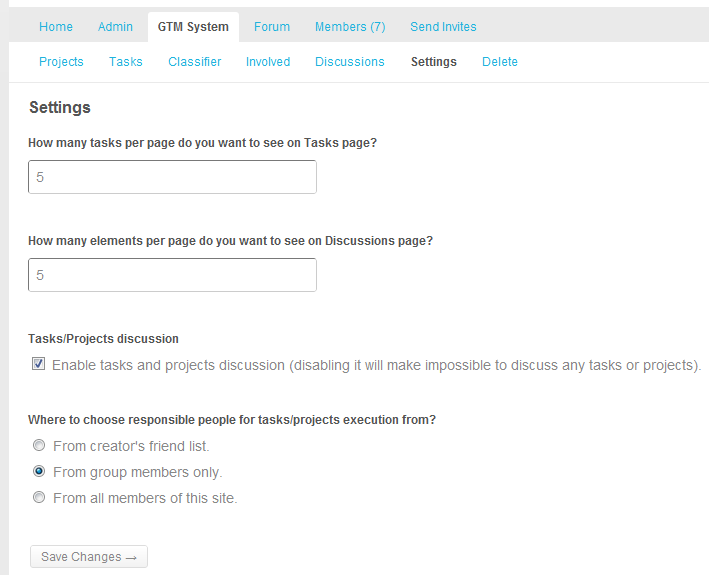 Home Admin GTM System Forum Members (7) Send Invites
Projects Tasks Classifier Involved Discussions Settings Delete
Settings
How many tasks per page do you want to see on Tasks page?
5
How many elements per page do you want to see on Discussions page?
5
Tasks/Projects discussion
Enable tasks and projects discussion (disabling it will make impossible to discuss any tasks or projects).
Where to choose responsible people for tasks/projects execution from?
From creator's friend list.
From group members only.
From all members of this site.
Save Changes →